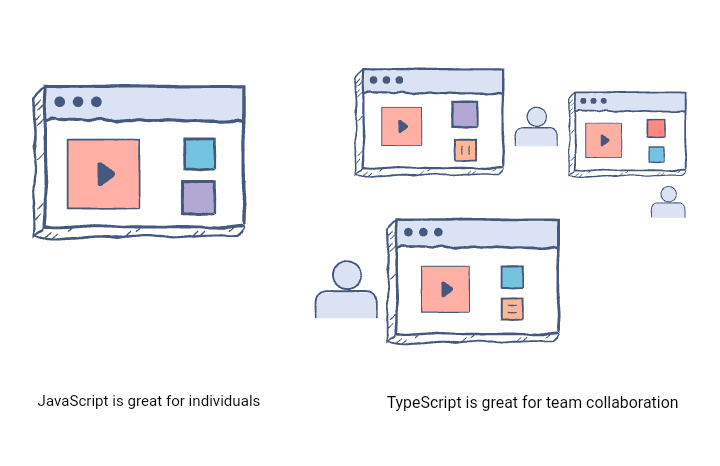 JavaScript is great for individuals
TypeScript is great for team collaboration